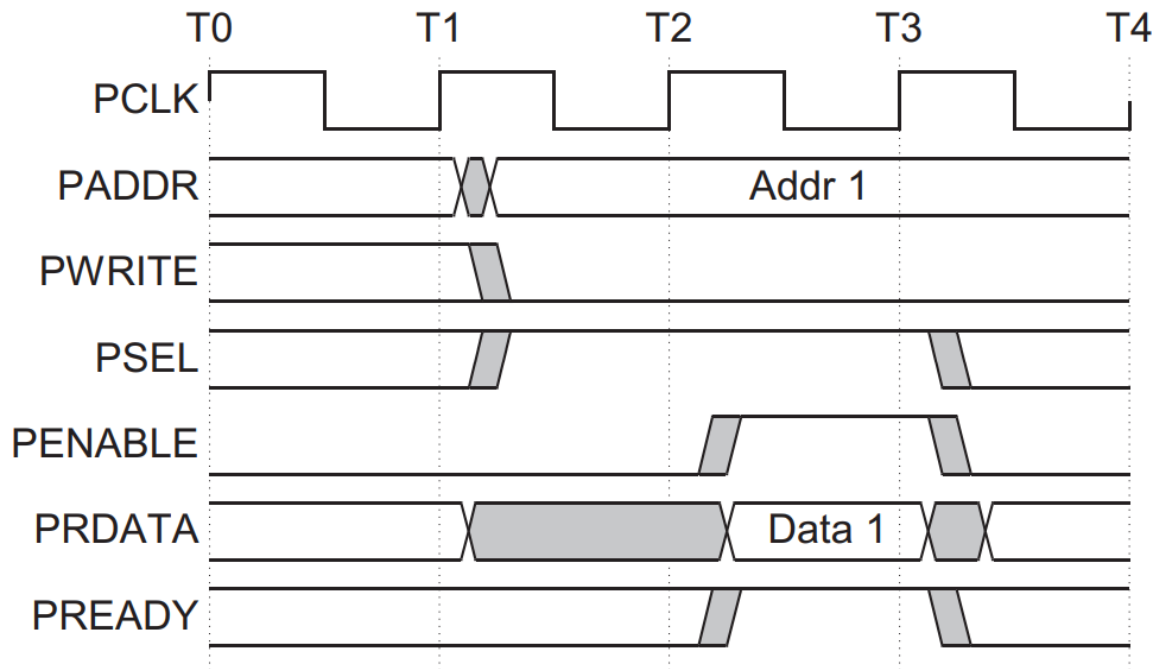 T0 T1 T2 T3 T4
PCLK
PADDR Addr 1
PWRITE
PSEL
PENABLE
PRDATA Data 1
PREADY